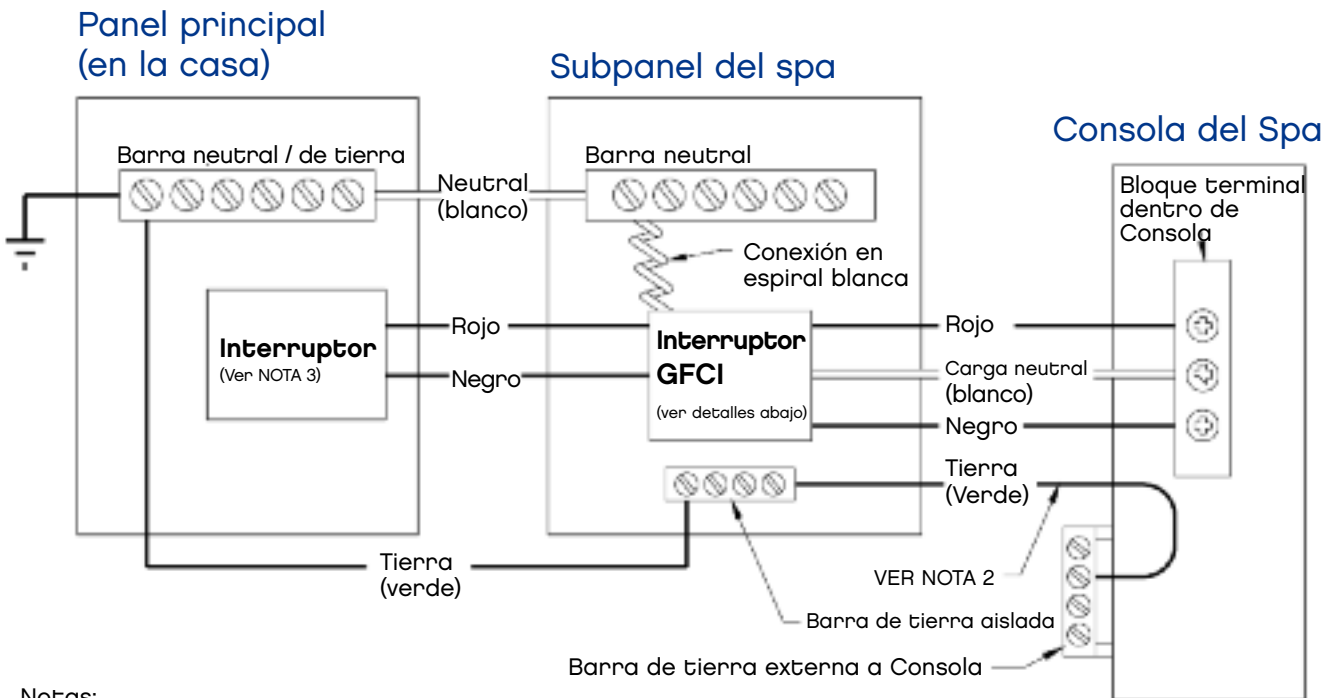 Panel principal
(en la casa)
Subpanel del spa
Consola del Spa
Barra neutral / de tierra
Neutral
(blanco)
Barra neutral
Bloque terminal
dentro de
Consola
Conexión en
espiral blanca
Interruptor
(Ver NOTA 3)
Rojo
Negro
Interruptor
GFCI
(ver detalles abajo)
Rojo
Carga neutral
(blanco)
Negro
Tierra
(Verde)
Tierra
(verde)
VER NOTA 2
Barra de tierra aislada
Barra de tierra externa a Consola
Notas: